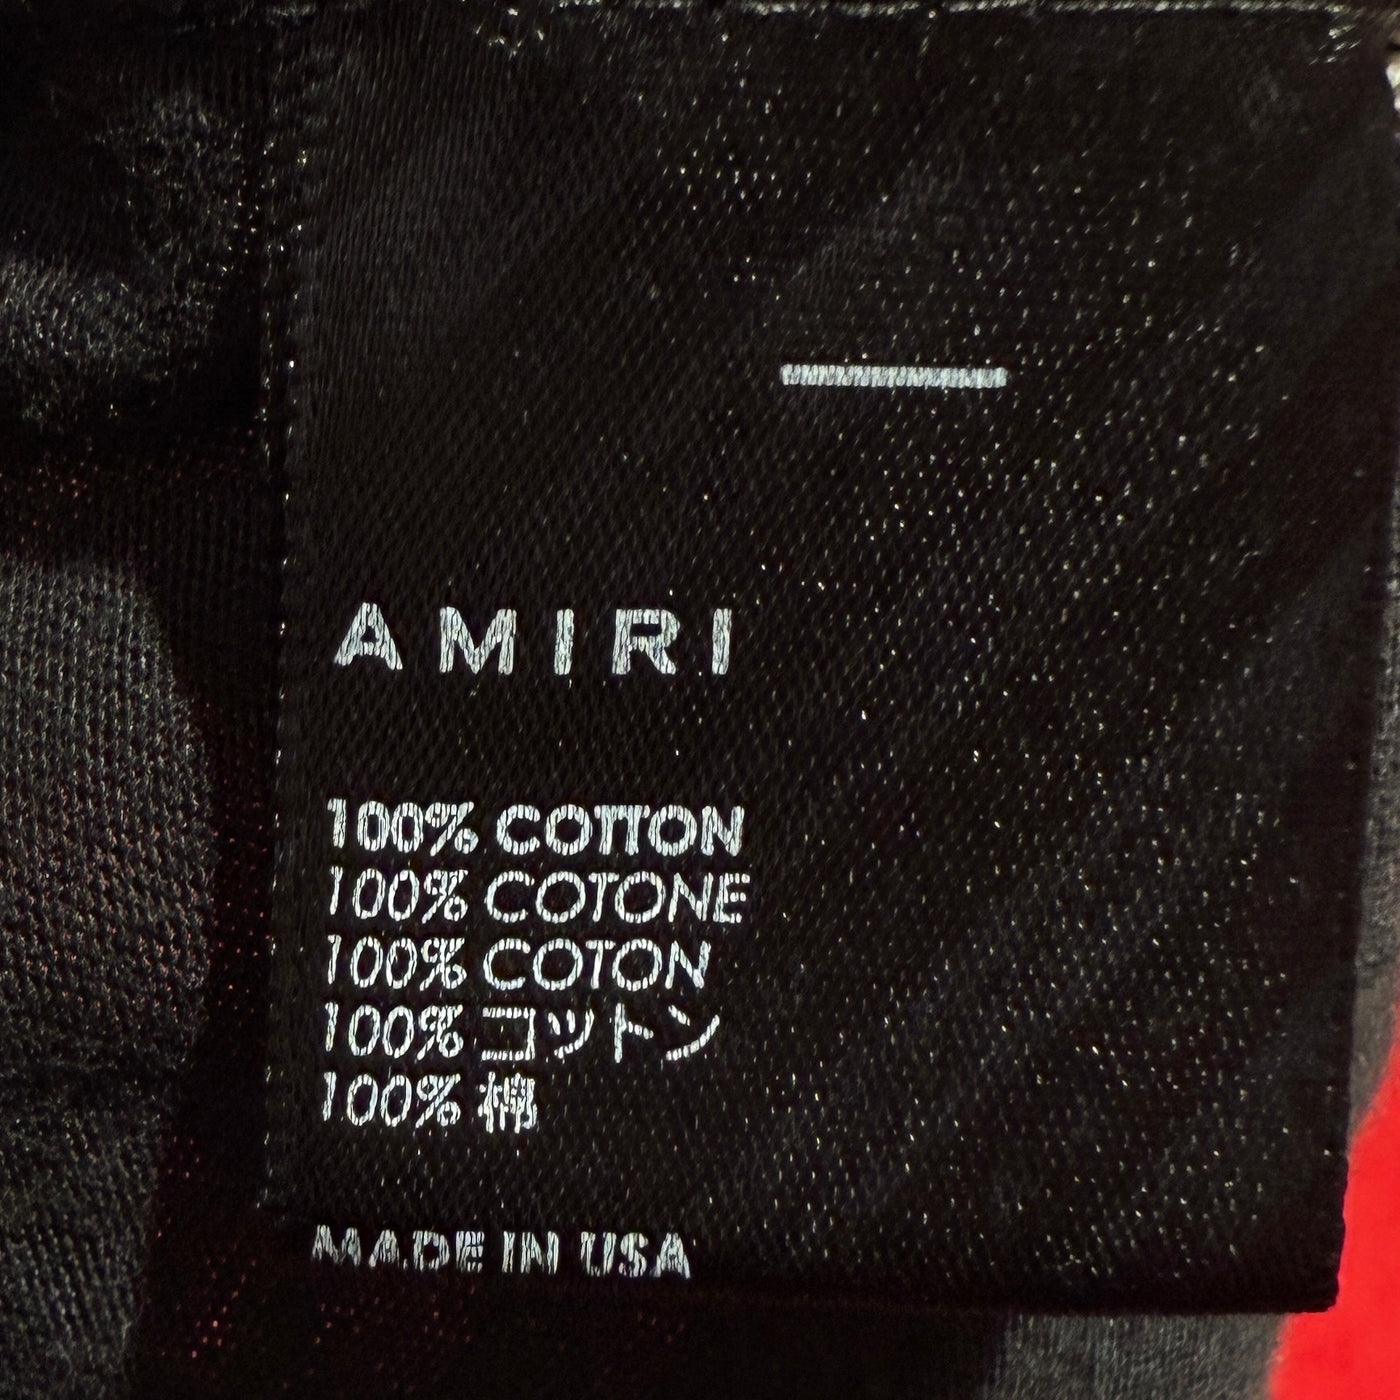 AMIRI
100% COTTON
100% COTONE
100% COTON
100% コットン
100% 棉
MADE IN USA